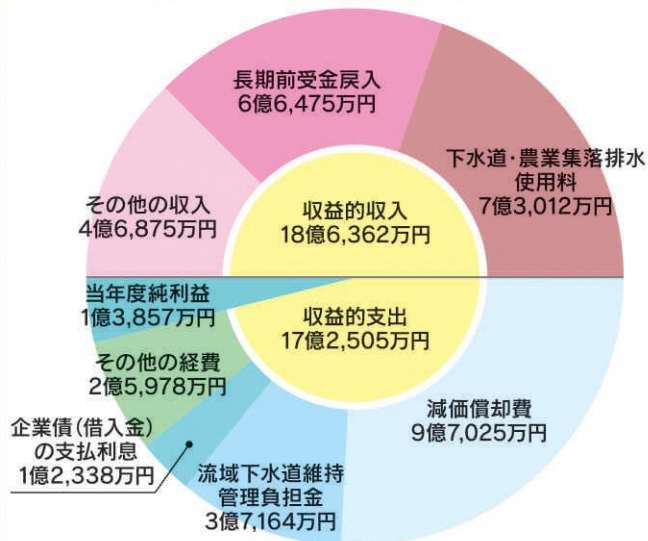 長期前受金戻入
6億6,475万円
下水道・農業集落排水
使用料
7億3,012万円
その他の収入
4億6,875万円
収益的収入
18億6,362万円
当年度純利益
1億3,857万円
収益的支出
17億2,505万円
その他の経費
2億5,978万円
減価償却費
9億7,025万円
企業債(借入金)
の支払利息
1億2,338万円
流域下水道維持
管理負担金
3億7,164万円